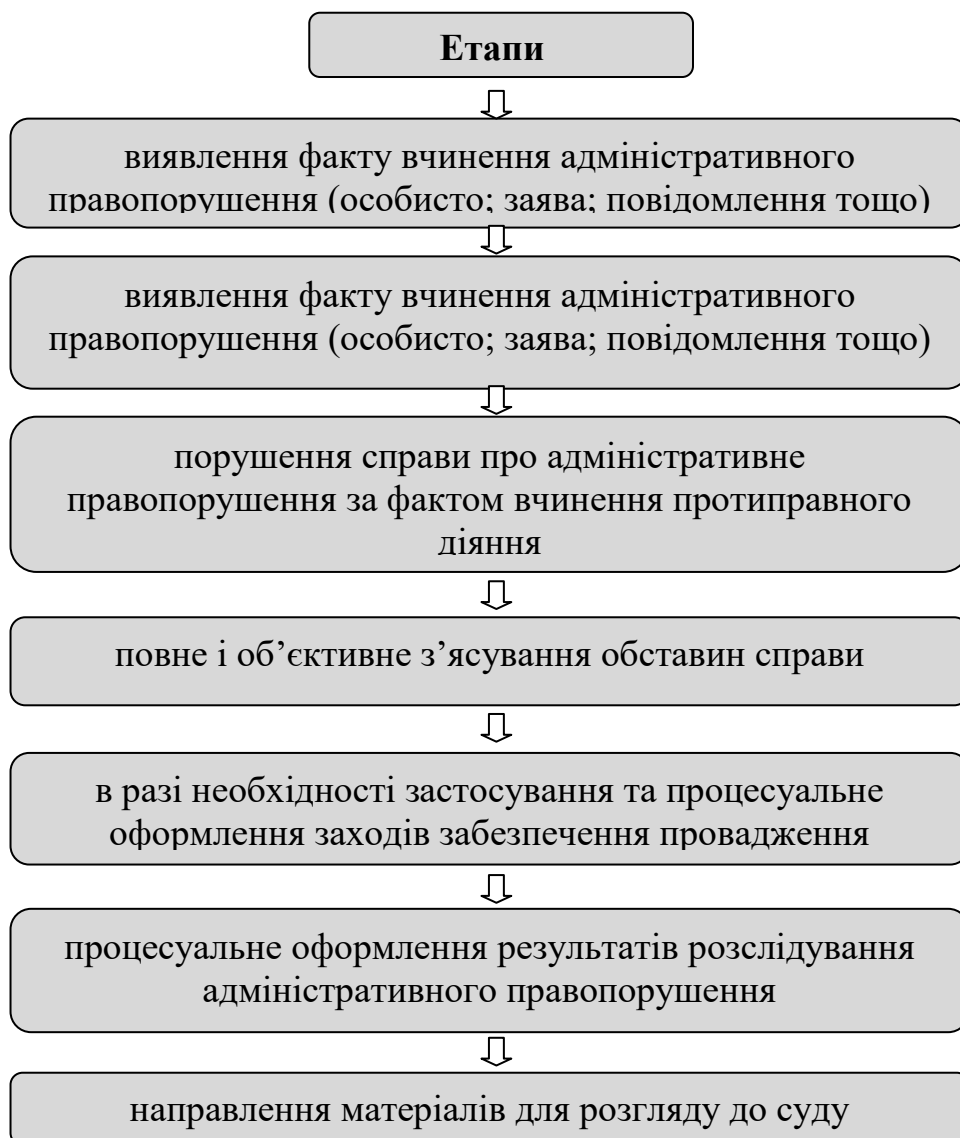 Етапи
виявлення факту вчинення адміністративного
правопорушення (особисто; заява; повідомлення тощо)
виявлення факту вчинення адміністративного
правопорушення (особисто; заява; повідомлення тощо)
порушення справи про адміністративне
правопорушення за фактом вчинення протиправного
діяння
повне і об’єктивне з’ясування обставин справи
в разі необхідності застосування та процесуальне
оформлення заходів забезпечення провадження
процесуальне оформлення результатів розслідування
адміністративного правопорушення
направлення матеріалів для розгляду до суду